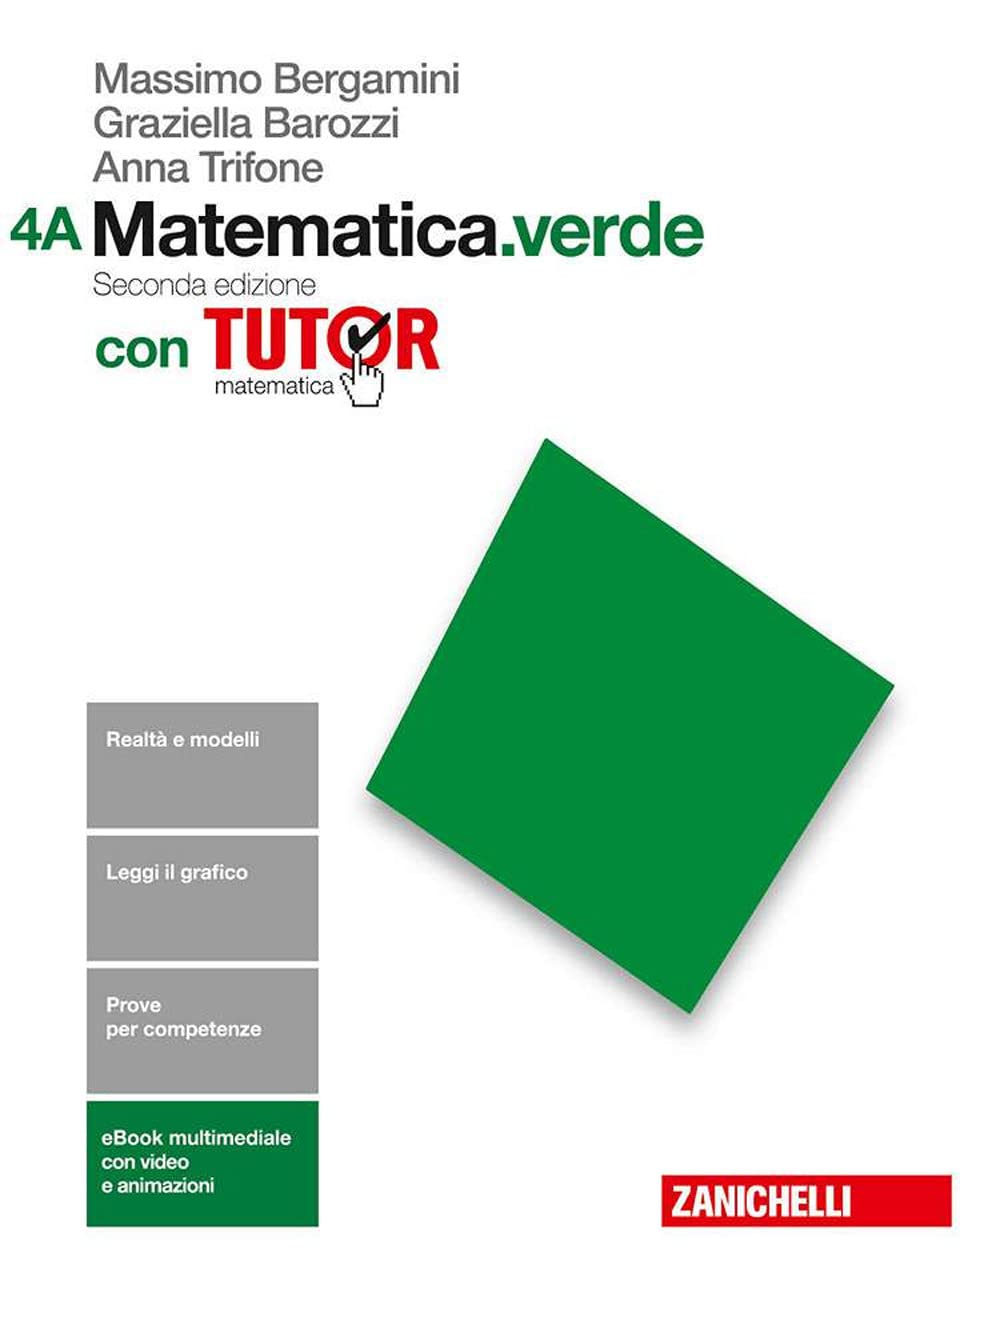 Massimo Bergamini
Graziella Barozzi
Anna Trifone
4A Matematica.verde
Seconda edizione
con TUTOR
matematica
Realtà e modelli
Leggi il grafico
Prove
per competenze
eBook multimediale
con video
e animazioni
ZANICHELLI